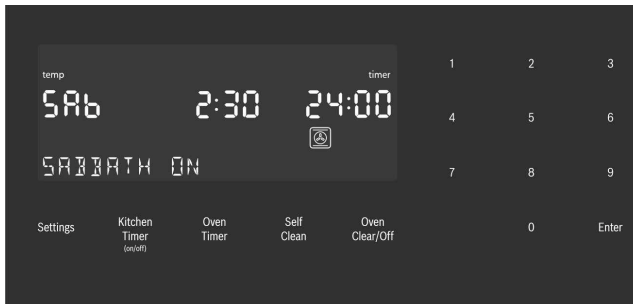 temp timer
SAb 2:30 24:00
SABBATH ON
Settings
Kitchen
Timer
(on/off)
Oven
Timer
Self
Clean
Oven
Clear/Off
1 2 3
4 5 6
7 8 9
0 Enter